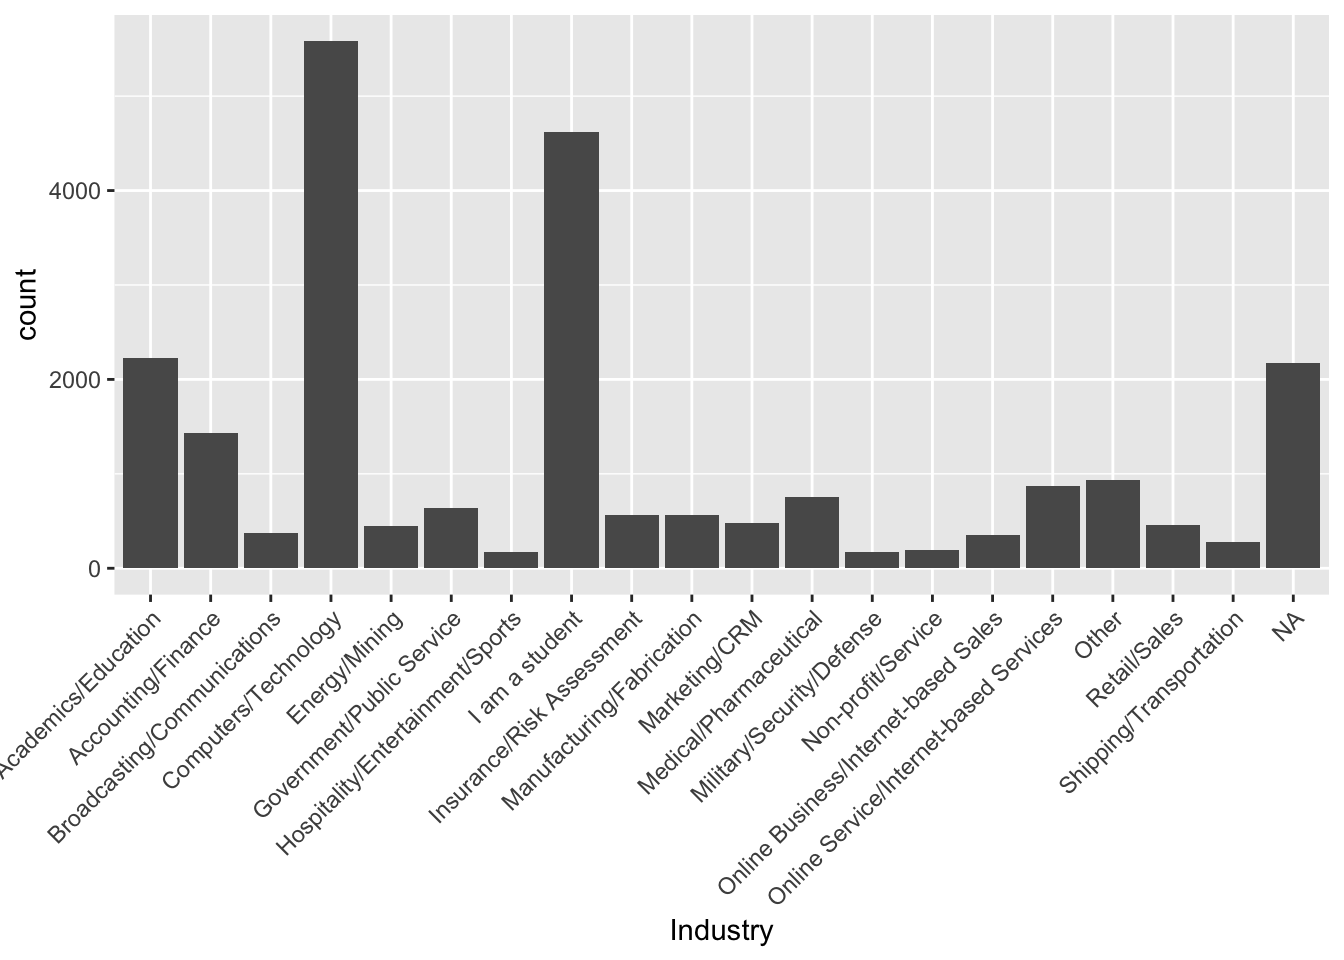 count
4000
2000
0
Academics/Education
Accounting/Finance
Broadcasting/Communications
Computers/Technology
Energy/Mining
Government/Public Service
Hospitality/Entertainment/Sports
I am a student
Insurance/Risk Assessment
Manufacturing/Fabrication
Marketing/CRM
Medical/Pharmaceutical
Military/Security/Defense
Non-profit/Service
Online Business/Internet-based Sales
Online Service/Internet-based Services
Other
Retail/Sales
Shipping/Transportation
NA
Industry